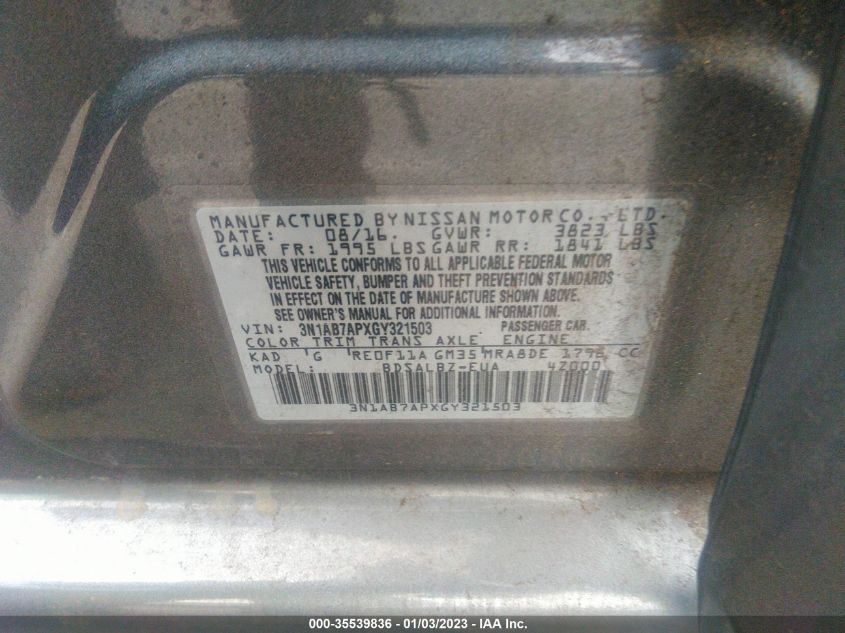 MANUFACTURED BY NISSAN MOTOR CO., LTD.
DATE: 08/16. GVWR: 3823 LBS
GAWR FR: 1995 LBS GAWR RR: 1841 LBS
THIS VEHICLE CONFORMS TO ALL APPLICABLE FEDERAL MOTOR
VEHICLE SAFETY, BUMPER AND THEFT PREVENTION STANDARDS
IN EFFECT ON THE DATE OF MANUFACTURE SHOWN ABOVE.
SEE OWNER'S MANUAL FOR ADDITIONAL INFORMATION.
VIN: 3N1AB7APXGY321503 PASSENGER CAR.
COLOR TRIM TRANS AXLE ENGINE
KAD 'G 'RE0F11A GM35 MRA8DE 1798 CC
MODEL: BDSALBZ-EUA 4Z000
3N1AB7APXGY321503
000-35539836 - 01/03/2023 - IAA Inc.